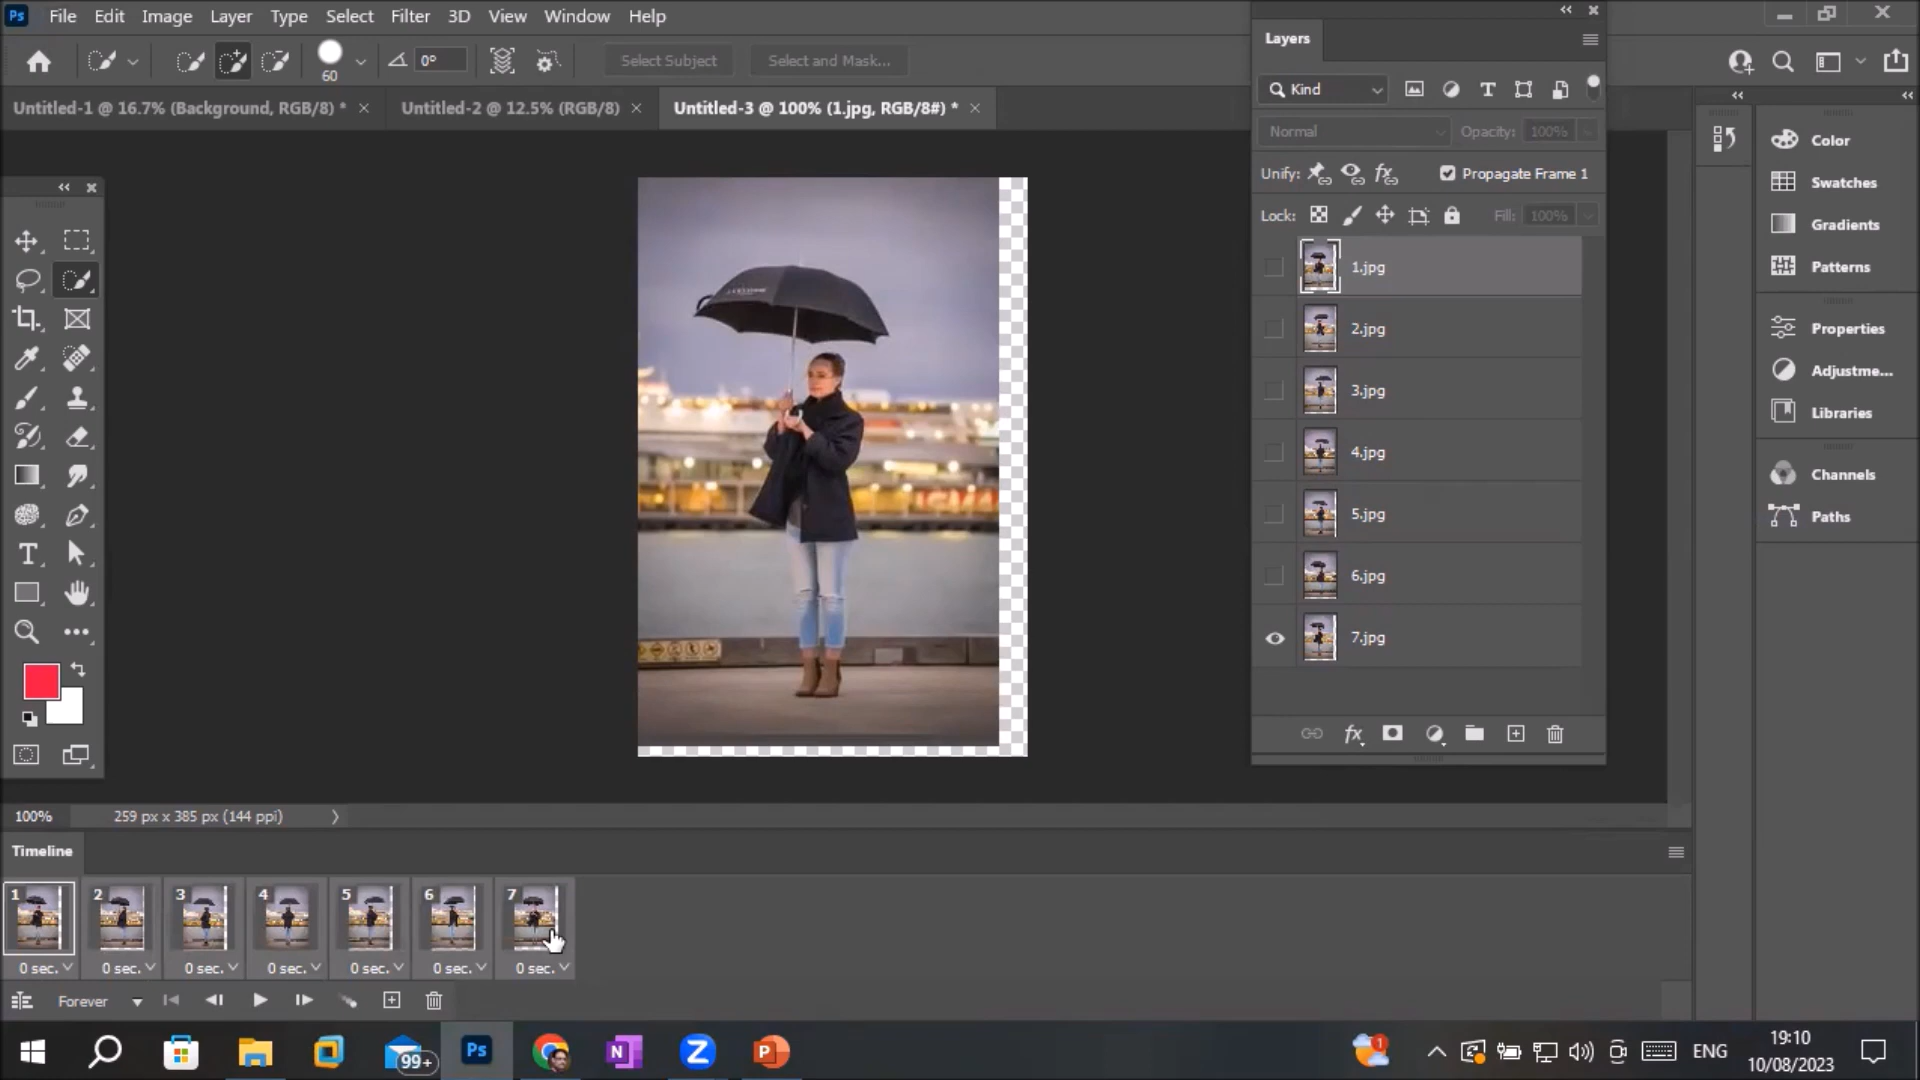 Ps File Edit Image Layer Type Select Filter 3D View Window Help
60 0° Select Subject Select and Mask...
Untitled-1 @ 16.7% (Background, RGB/8) * Untitled-2 @ 12.5% (RGB/8) Untitled-3 @ 100% (1.jpg, RGB/8#) *
Layers
Kind
Normal Opacity: 100%
Unify: Propagate Frame 1
Lock: Fill: 100%
1.jpg
2.jpg
3.jpg
4.jpg
5.jpg
6.jpg
7.jpg
fx
Color
Swatches
Gradients
Patterns
Properties
Adjustme...
Libraries
Channels
Paths
100% 259 px x 385 px (144 ppi)
Timeline
1 2 3 4 5 6 7
0 sec. 0 sec. 0 sec. 0 sec. 0 sec. 0 sec. 0 sec.
Forever
99+ Ps N Z P 1 ENG 19:10
10/08/2023